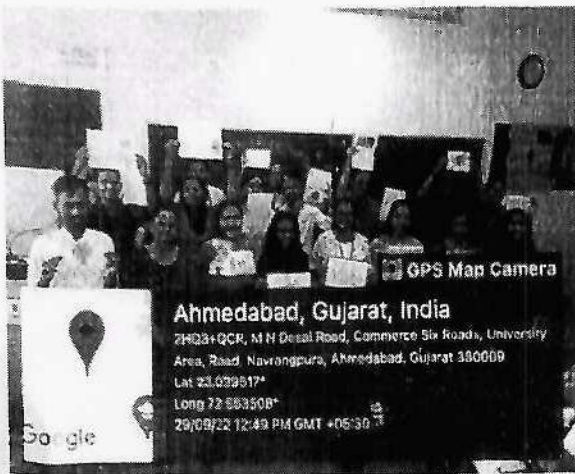 GPS Map Camera
Ahmedabad, Gujarat, India
2HQ3+QCR, M N Desai Road, Commerce Six Roads, University
Area, Road, Navrangpura, Ahmedabad, Gujarat 380009
Lat 23.039517°
Long 72.553508°
29/09/22 12:49 PM GMT +05:30
Google